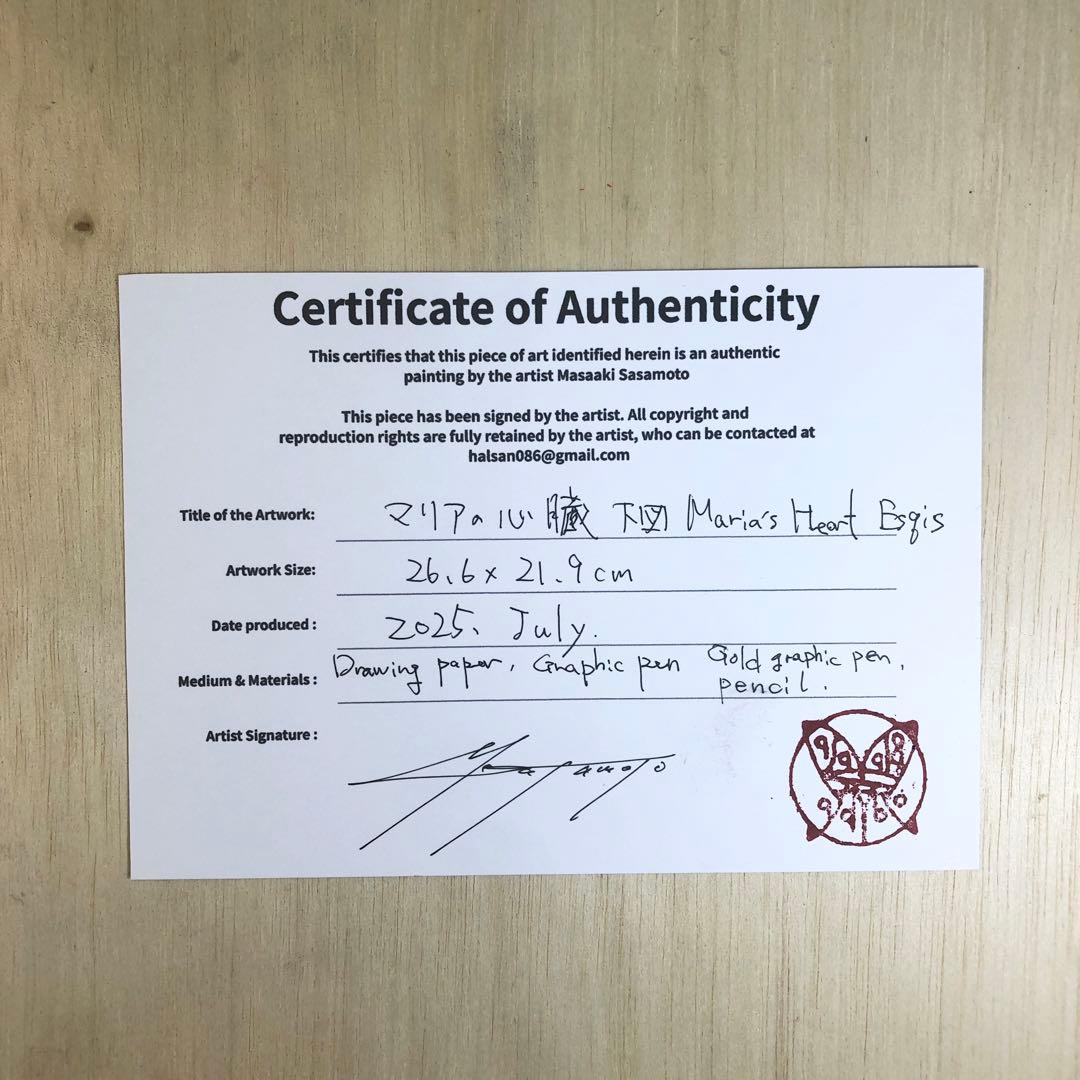 Certificate of Authenticity
This certifies that this piece of art identified herein is an authentic
painting by the artist Masaaki Sasamoto
This piece has been signed by the artist. All copyright and
reproduction rights are fully retained by the artist, who can be contacted at
halsan086@gmail.com
Title of the Artwork: マリアの心臓 下図 Maria's Heart Esqis
Artwork Size: 26.6 x 21.9 cm
Date produced : 2025. July.
Medium & Materials : Drawing paper, Graphic pen Gold graphic pen,
pencil.
Artist Signature :